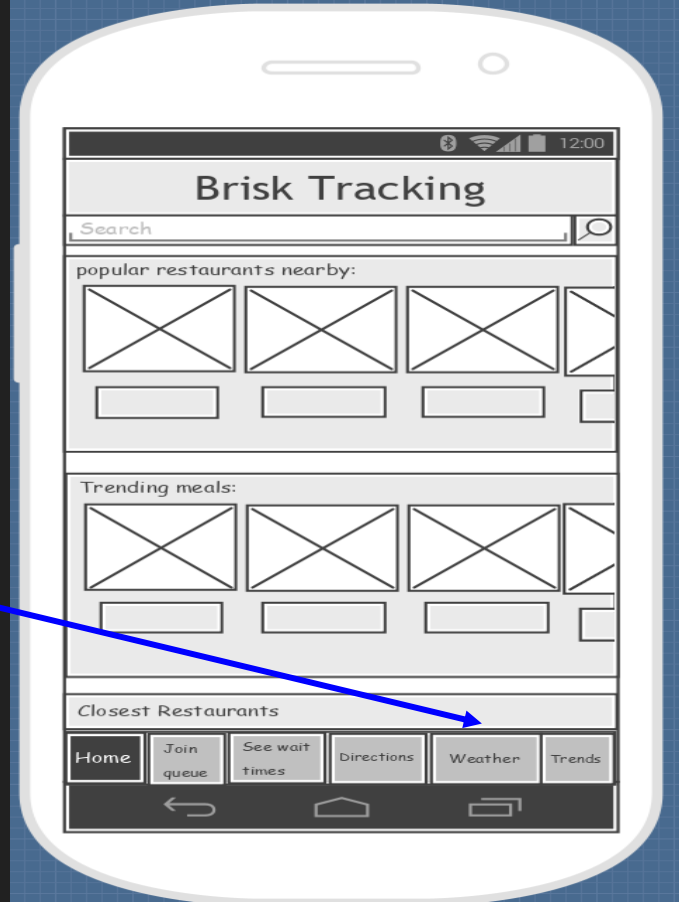 12:00
Brisk Tracking
Search
popular restaurants nearby:
Trending meals:
Closest Restaurants
Home
Join
queue
See wait
times
Directions
Weather
Trends